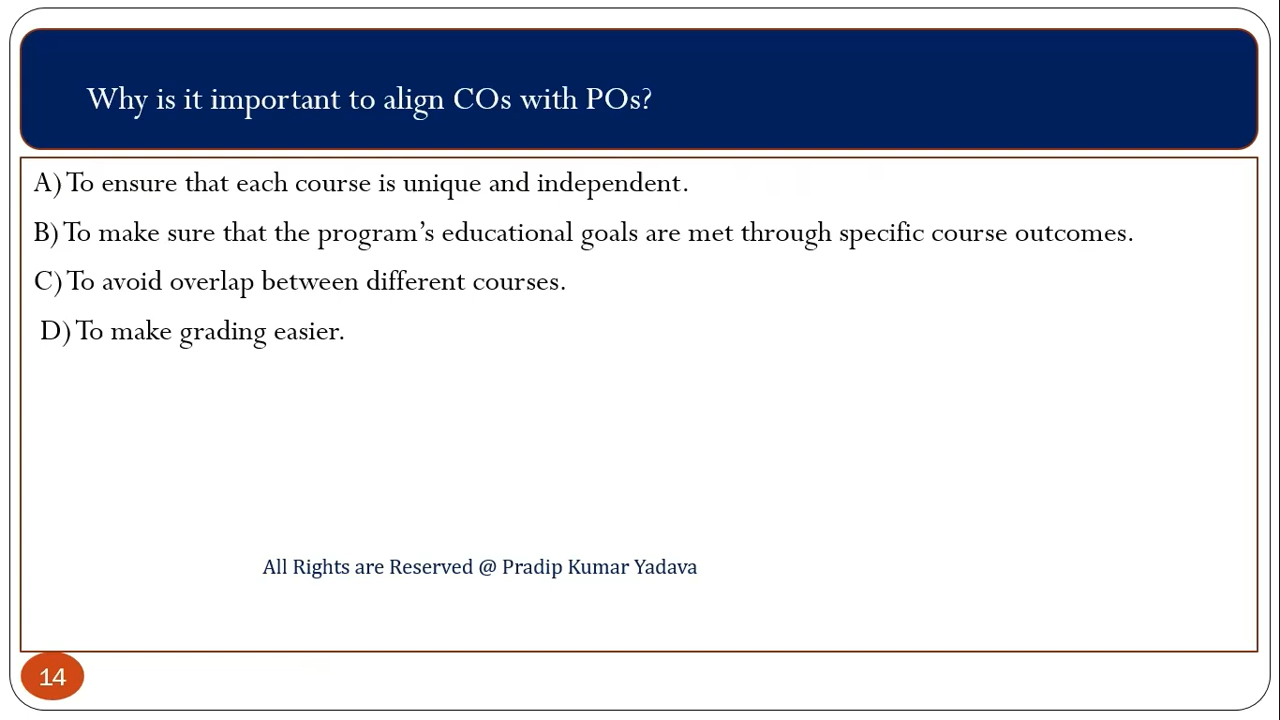 Why is it important to align COs with POs?
A) To ensure that each course is unique and independent.
B) To make sure that the program’s educational goals are met through specific course outcomes.
C) To avoid overlap between different courses.
D) To make grading easier.
All Rights are Reserved @ Pradip Kumar Yadava
14